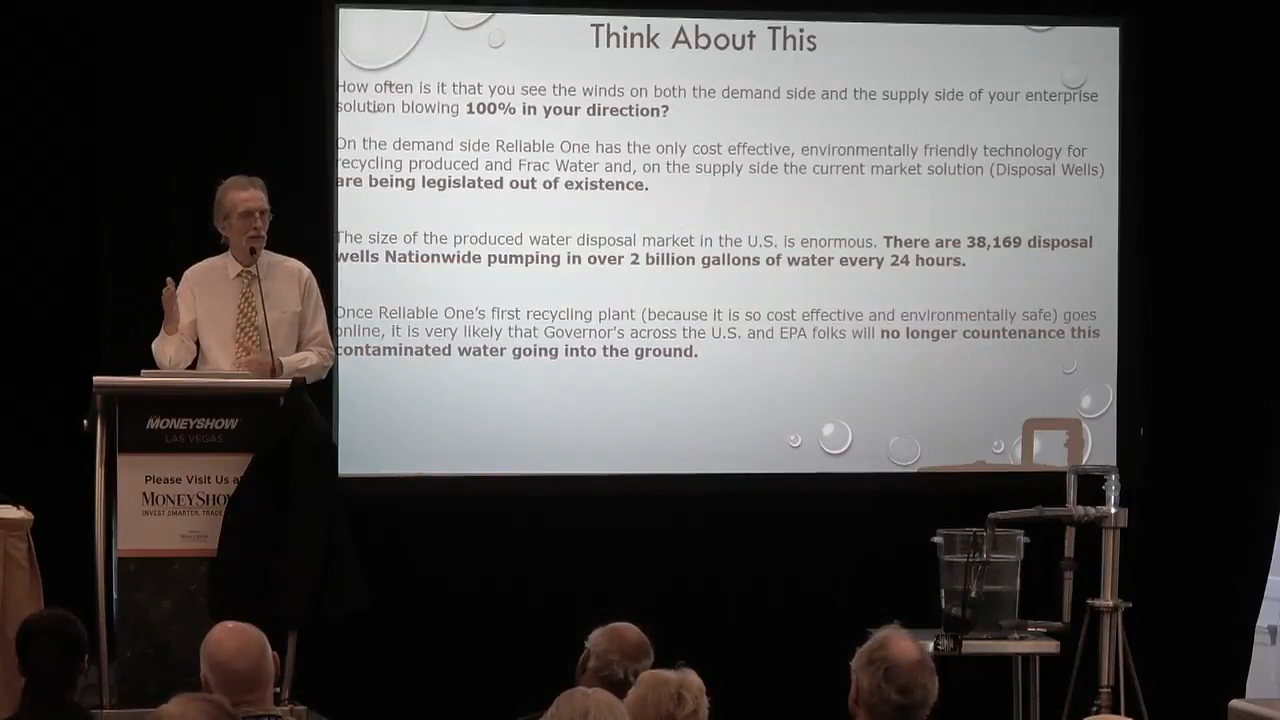 Think About This
How often is it that you see the winds on both the demand side and the supply side of your enterprise
solution blowing 100% in your direction?
On the demand side Reliable One has the only cost effective, environmentally friendly technology for
recycling produced and Frac Water and, on the supply side the current market solution (Disposal Wells)
are being legislated out of existence.
The size of the produced water disposal market in the U.S. is enormous. There are 38,169 disposal
wells Nationwide pumping in over 2 billion gallons of water every 24 hours.
Once Reliable One's first recycling plant (because it is so cost effective and environmentally safe) goes
online, it is very likely that Governor's across the U.S. and EPA folks will no longer countenance this
contaminated water going into the ground.
MONEYSHOW
LAS VEGAS
Please Visit Us a
MONEYSHO
INVEST SMARTER, TRADE